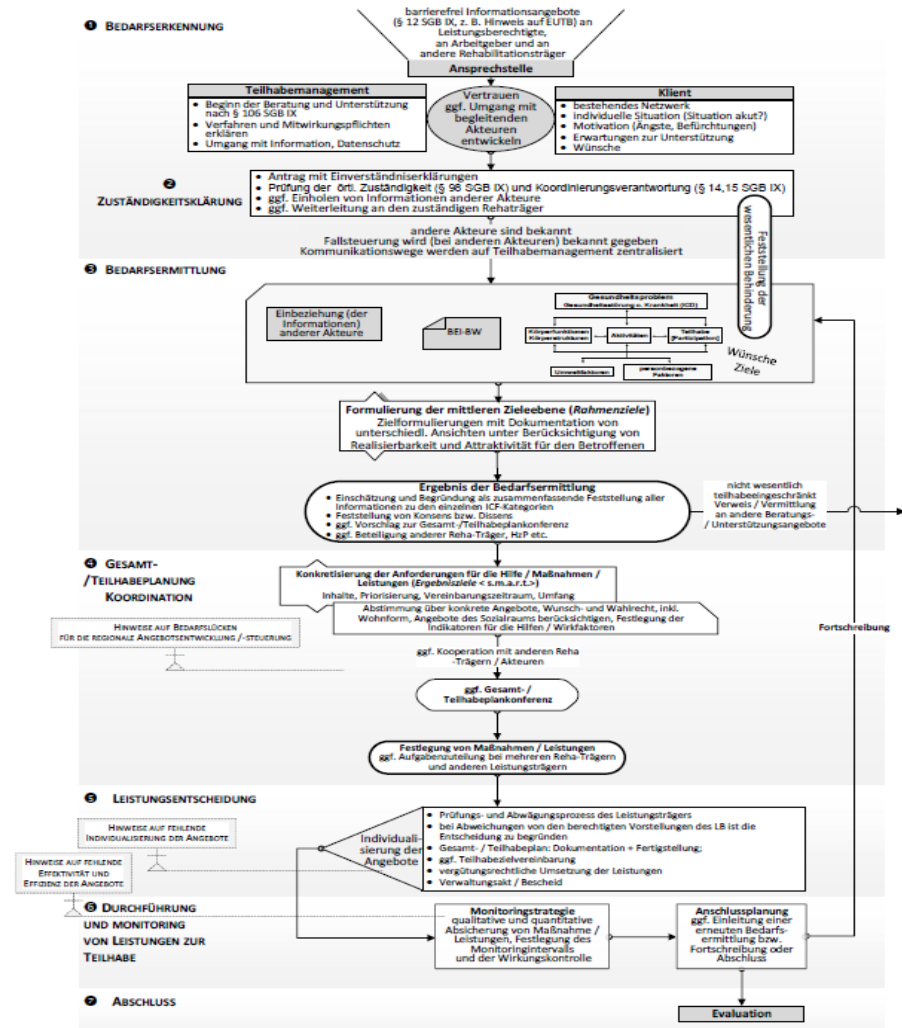 ❶ BEDARFSERKENNUNG
barrierefrei Informationsangebote
(§ 12 SGB IX, z. B. Hinweis auf EUTB) an
Leistungsberechtigte,
an Arbeitgeber und an
andere Rehabilitationsträger
Ansprechstelle
Teilhabemanagement
• Beginn der Beratung und Unterstützung
nach § 106 SGB IX
• Verfahren und Mitwirkungspflichten
erklären
• Umgang mit Information, Datenschutz
Vertrauen
ggf. Umgang mit
begleitenden
Akteuren
entwickeln
Klient
• bestehendes Netzwerk
• individuelle Situation (Situation akut?)
• Motivation (Ängste, Befürchtungen)
• Erwartungen zur Unterstützung
• Wünsche
❷
ZUSTÄNDIGKEITSKLÄRUNG
• Antrag mit Einverständniserklärungen
• Prüfung der örtl. Zuständigkeit (§ 98 SGB IX) und Koordinierungsverantwortung (§ 14,15 SGB IX)
• ggf. Einholen von Informationen anderer Akteure
• ggf. Weiterleitung an den zuständigen Rehaträger
andere Akteure sind bekannt
Fallsteuerung wird (bei anderen Akteuren) bekannt gegeben
Kommunikationswege werden auf Teilhabemanagement zentralisiert
Feststellung der
wesentlichen Behinderung
❸ BEDARFSERMITTLUNG
Einbeziehung (der
Informationen)
anderer Akteure
BEI-BW
Gesundheitsproblem
Gesundheitsstörung o. Krankheit (ICD)
Körperfunktionen
Körperstrukturen
Aktivitäten
Teilhabe
[Participation]
Umweltfaktoren
personbezogene
Faktoren
Wünsche
Ziele
Formulierung der mittleren Zieleebene (Rahmenziele)
Zielformulierungen mit Dokumentation von
unterschiedl. Ansichten unter Berücksichtigung von
Realisierbarkeit und Attraktivität für den Betroffenen
Ergebnis der Bedarfsermittlung
• Einschätzung und Begründung als zusammenfassende Feststellung aller
Informationen zu den einzelnen ICF-Kategorien
• Feststellung von Konsens bzw. Dissens
• ggf. Vorschlag zur Gesamt-/Teilhabeplankonferenz
• ggf. Beteiligung anderer Reha-Träger, HzP etc.
nicht wesentlich
teilhabeeingeschränkt
Verweis / Vermittlung
an andere Beratungs-
/ Unterstützungsangebote
❹ GESAMT-
/TEILHABEPLANUNG
KOORDINATION
Konkretisierung der Anforderungen für die Hilfe / Maßnahmen /
Leistungen (Ergebnisziele < s.m.a.r.t.>)
Inhalte, Priorisierung, Vereinbarungszeitraum, Umfang
Abstimmung über konkrete Angebote, Wunsch- und Wahlrecht, inkl.
Wohnform, Angebote des Sozialraums berücksichtigen, Festlegung der
Indikatoren für die Hilfen / Wirkfaktoren
HINWEISE AUF BEDARFSLÜCKEN
FÜR DIE REGIONALE ANGEBOTSENTWICKLUNG /-STEUERUNG
Fortschreibung
ggf. Kooperation mit anderen Reha
-Trägern / Akteuren
ggf. Gesamt- /
Teilhabeplankonferenz
Festlegung von Maßnahmen / Leistungen
ggf. Aufgabenzuteilung bei mehreren Reha-Trägern
und anderen Leistungsträgern
❺ LEISTUNGSENTSCHEIDUNG
HINWEISE AUF FEHLENDE
INDIVIDUALISIERUNG DER ANGEBOTE
Individuali-
sierung der
Angebote
• Prüfungs- und Abwägungsprozess des Leistungsträgers
• bei Abweichungen von den berechtigten Vorstellungen des LB ist die
Entscheidung zu begründen
• Gesamt- / Teilhabeplan: Dokumentation + Fertigstellung;
• ggf. Teilhabezielvereinbarung
• vergütungsrechtliche Umsetzung der Leistungen
• Verwaltungsakt / Bescheid
HINWEISE AUF FEHLENDE
EFFEKTIVITÄT UND
EFFIZIENZ DER ANGEBOTE
❻ DURCHFÜHRUNG
UND MONITORING
VON LEISTUNGEN ZUR
TEILHABE
Monitoringstrategie
qualitative und quantitative
Absicherung von Maßnahme /
Leistungen, Festlegung des
Monitoringintervalls
und der Wirkungskontrolle
Anschlussplanung
ggf. Einleitung einer
erneuten Bedarfs-
ermittlung bzw.
Fortschreibung oder
Abschluss
❼ ABSCHLUSS
Evaluation